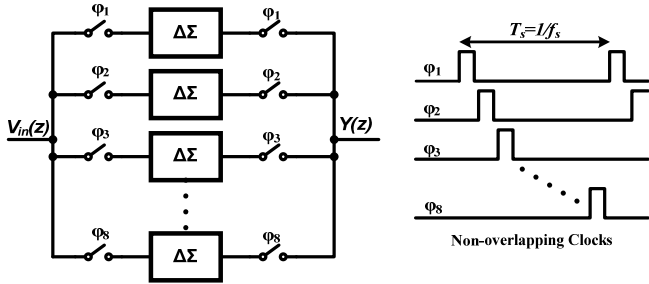 φ1
ΔΣ
φ1
φ2
ΔΣ
φ2
Vin(z)
φ3
ΔΣ
φ3
Y(z)
φ8
ΔΣ
φ8
Ts=1/fs
φ1
φ2
φ3
φ8
Non-overlapping Clocks